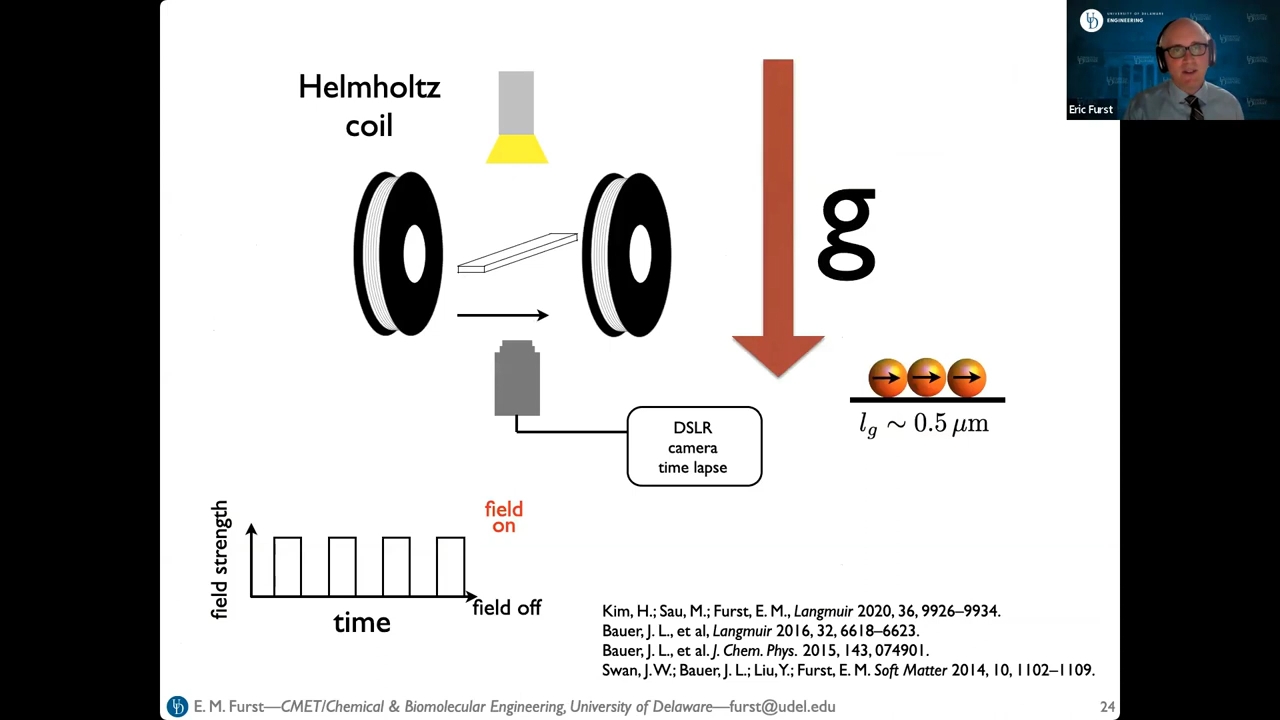 Helmholtz
coil
g
l_g ∼ 0.5 μm
DSLR
camera
time lapse
field strength
field
on
field off
time
Kim, H.; Sau, M.; Furst, E. M., Langmuir 2020, 36, 9926–9934.
Bauer, J. L., et al, Langmuir 2016, 32, 6618–6623.
Bauer, J. L., et al. J. Chem. Phys. 2015, 143, 074901.
Swan, J. W.; Bauer, J. L.; Liu, Y.; Furst, E. M. Soft Matter 2014, 10, 1102–1109.
E. M. Furst—CMET/Chemical & Biomolecular Engineering, University of Delaware—furst@udel.edu
24
UNIVERSITY OF DELAWARE
ENGINEERING
Eric Furst